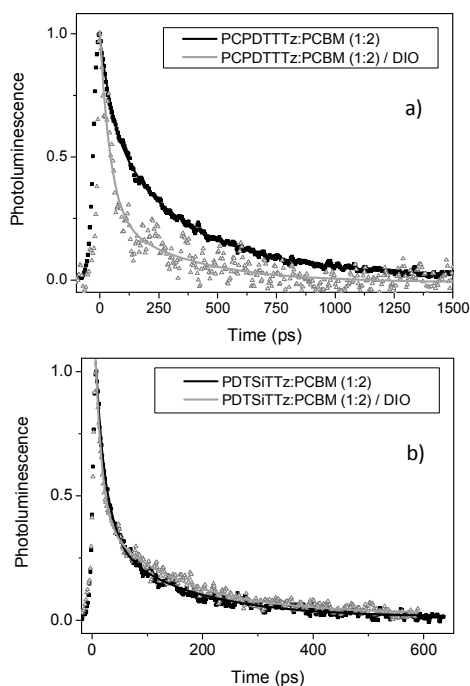 PCPDTTTz:PCBM (1:2)
PCPDTTTz:PCBM (1:2) / DIO
a)
Photoluminescence
1.0
0.5
0.0
0 250 500 750 1000 1250 1500
Time (ps)
PDTSiTTz:PCBM (1:2)
PDTSiTTz:PCBM (1:2) / DIO
b)
Photoluminescence
1.0
0.5
0.0
0 200 400 600
Time (ps)